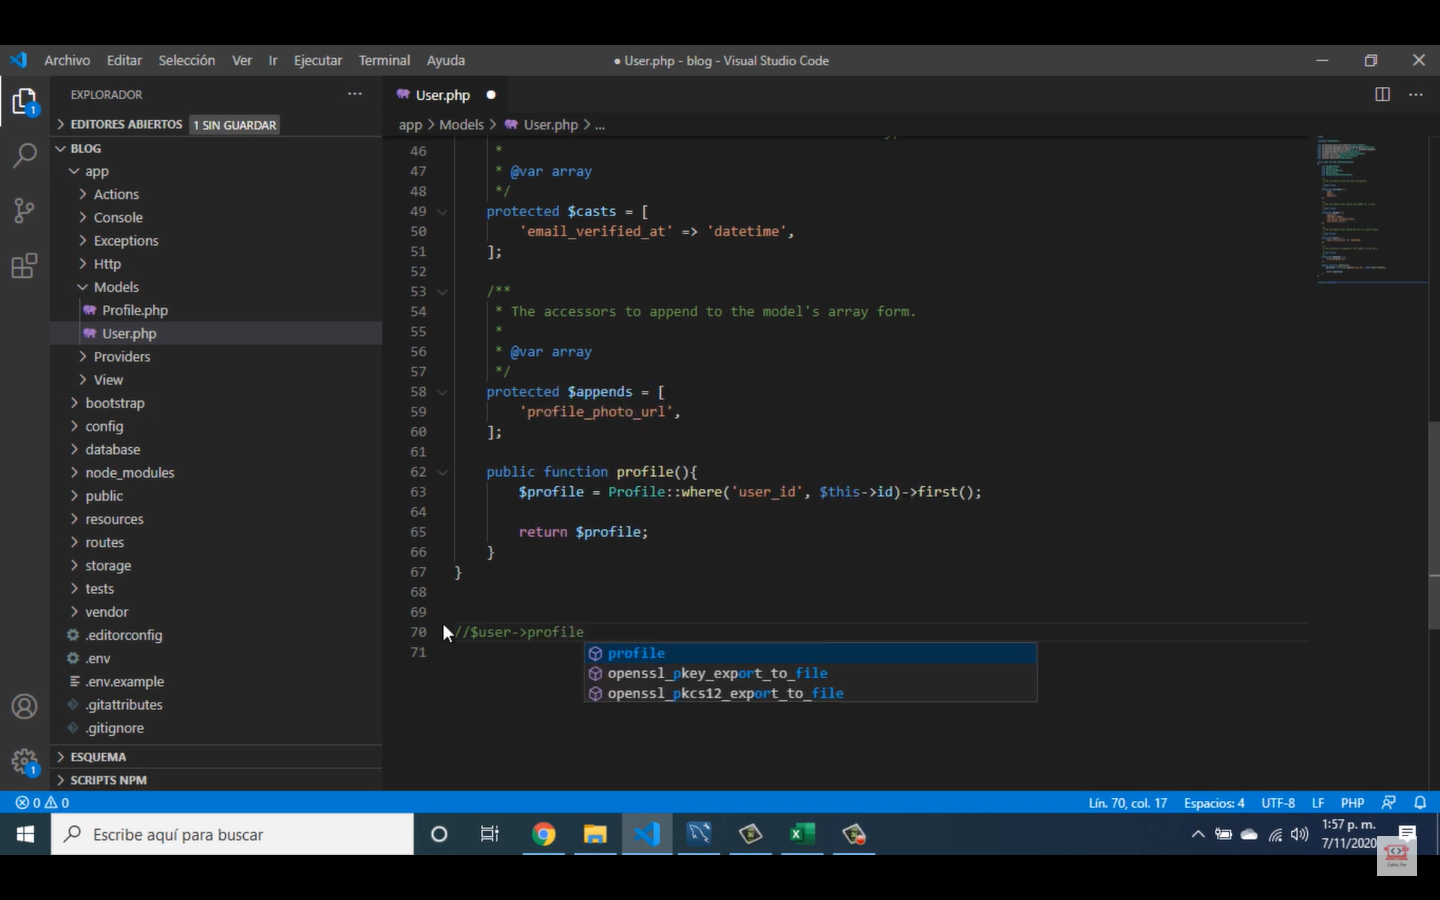 Archivo Editar Selección Ver Ir Ejecutar Terminal Ayuda
● User.php - blog - Visual Studio Code
EXPLORADOR
User.php
EDITORES ABIERTOS 1 SIN GUARDAR
app > Models > User.php > ...
BLOG
app
Actions
Console
Exceptions
Http
Models
Profile.php
User.php
Providers
View
bootstrap
config
database
node_modules
public
resources
routes
storage
tests
vendor
.editorconfig
.env
.env.example
.gitattributes
.gitignore
ESQUEMA
SCRIPTS NPM
1
1
46 *
47 * @var array
48 */
49 protected $casts = [
50 'email_verified_at' => 'datetime',
51 ];
52
53 /**
54 * The accessors to append to the model's array form.
55 *
56 * @var array
57 */
58 protected $appends = [
59 'profile_photo_url',
60 ];
61
62 public function profile(){
63 $profile = Profile::where('user_id', $this->id)->first();
64
65 return $profile;
66 }
67 }
68
69
70 //$user->profile
71
profile
openssl_pkey_export_to_file
openssl_pkcs12_export_to_file
0 0
Lín. 70, col. 17 Espacios: 4 UTF-8 LF PHP
Escribe aquí para buscar
1:57 p. m.
7/11/2020